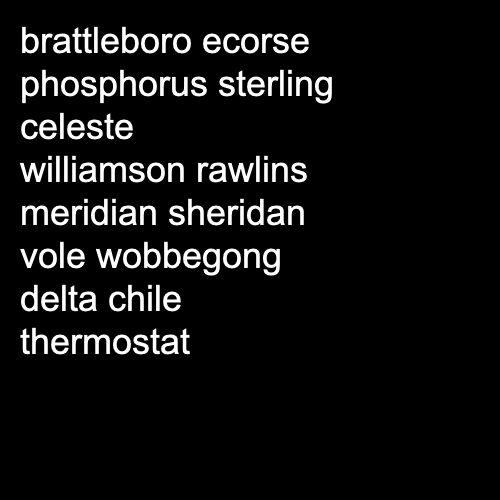 brattleboro ecorse
phosphorus sterling
celeste
williamson rawlins
meridian sheridan
vole wobbegong
delta chile
thermostat